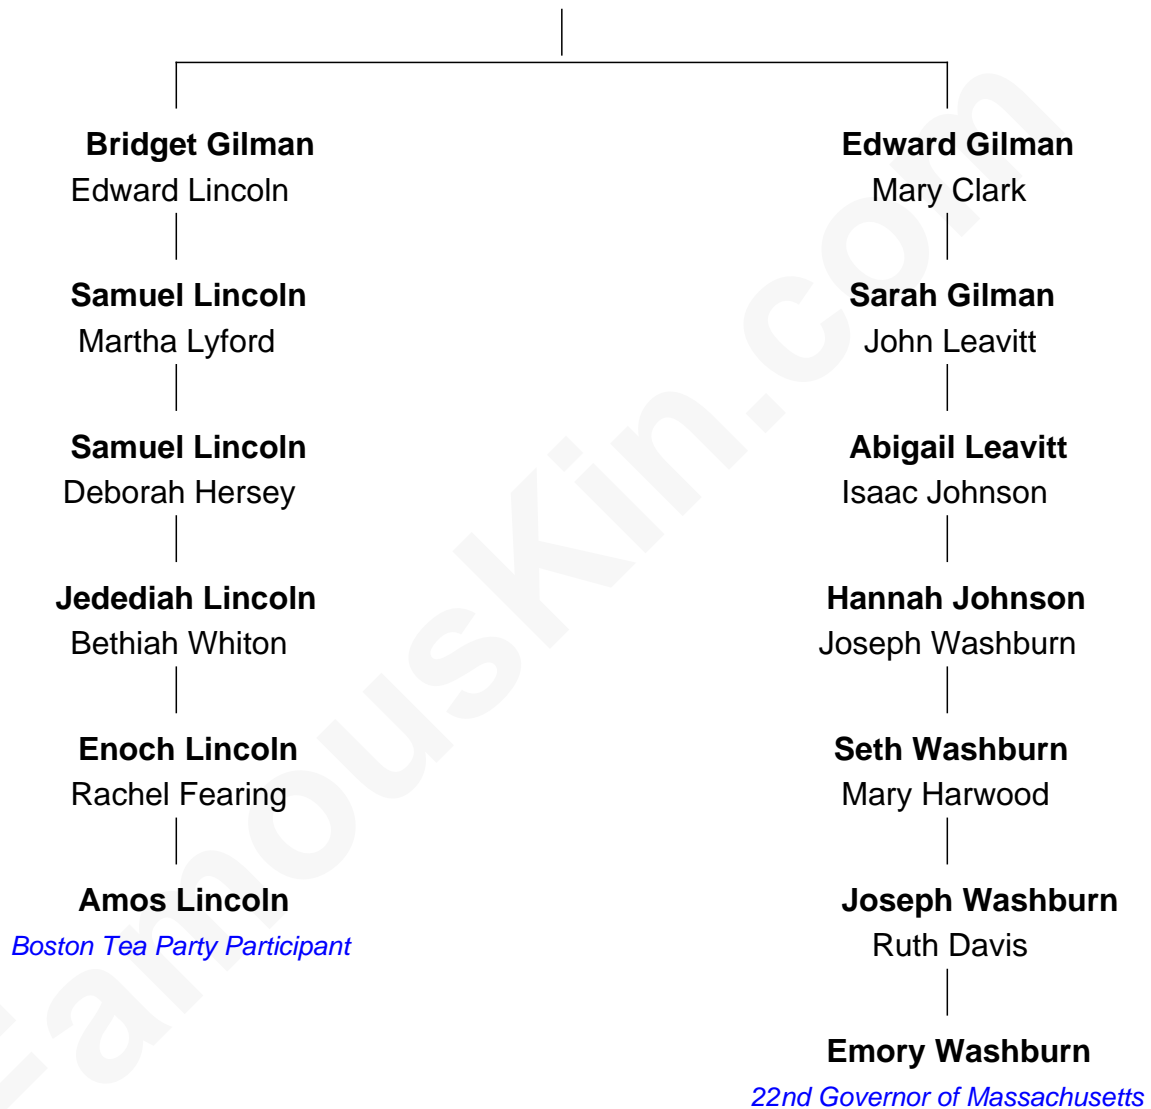 Bridget Gilman
Edward Lincoln
Samuel Lincoln
Martha Lyford
Samuel Lincoln
Deborah Hersey
Jedediah Lincoln
Bethiah Whiton
Enoch Lincoln
Rachel Fearing
Amos Lincoln
Boston Tea Party Participant
Edward Gilman
Mary Clark
Sarah Gilman
John Leavitt
Abigail Leavitt
Isaac Johnson
Hannah Johnson
Joseph Washburn
Seth Washburn
Mary Harwood
Joseph Washburn
Ruth Davis
Emory Washburn
22nd Governor of Massachusetts
FamousKin.com